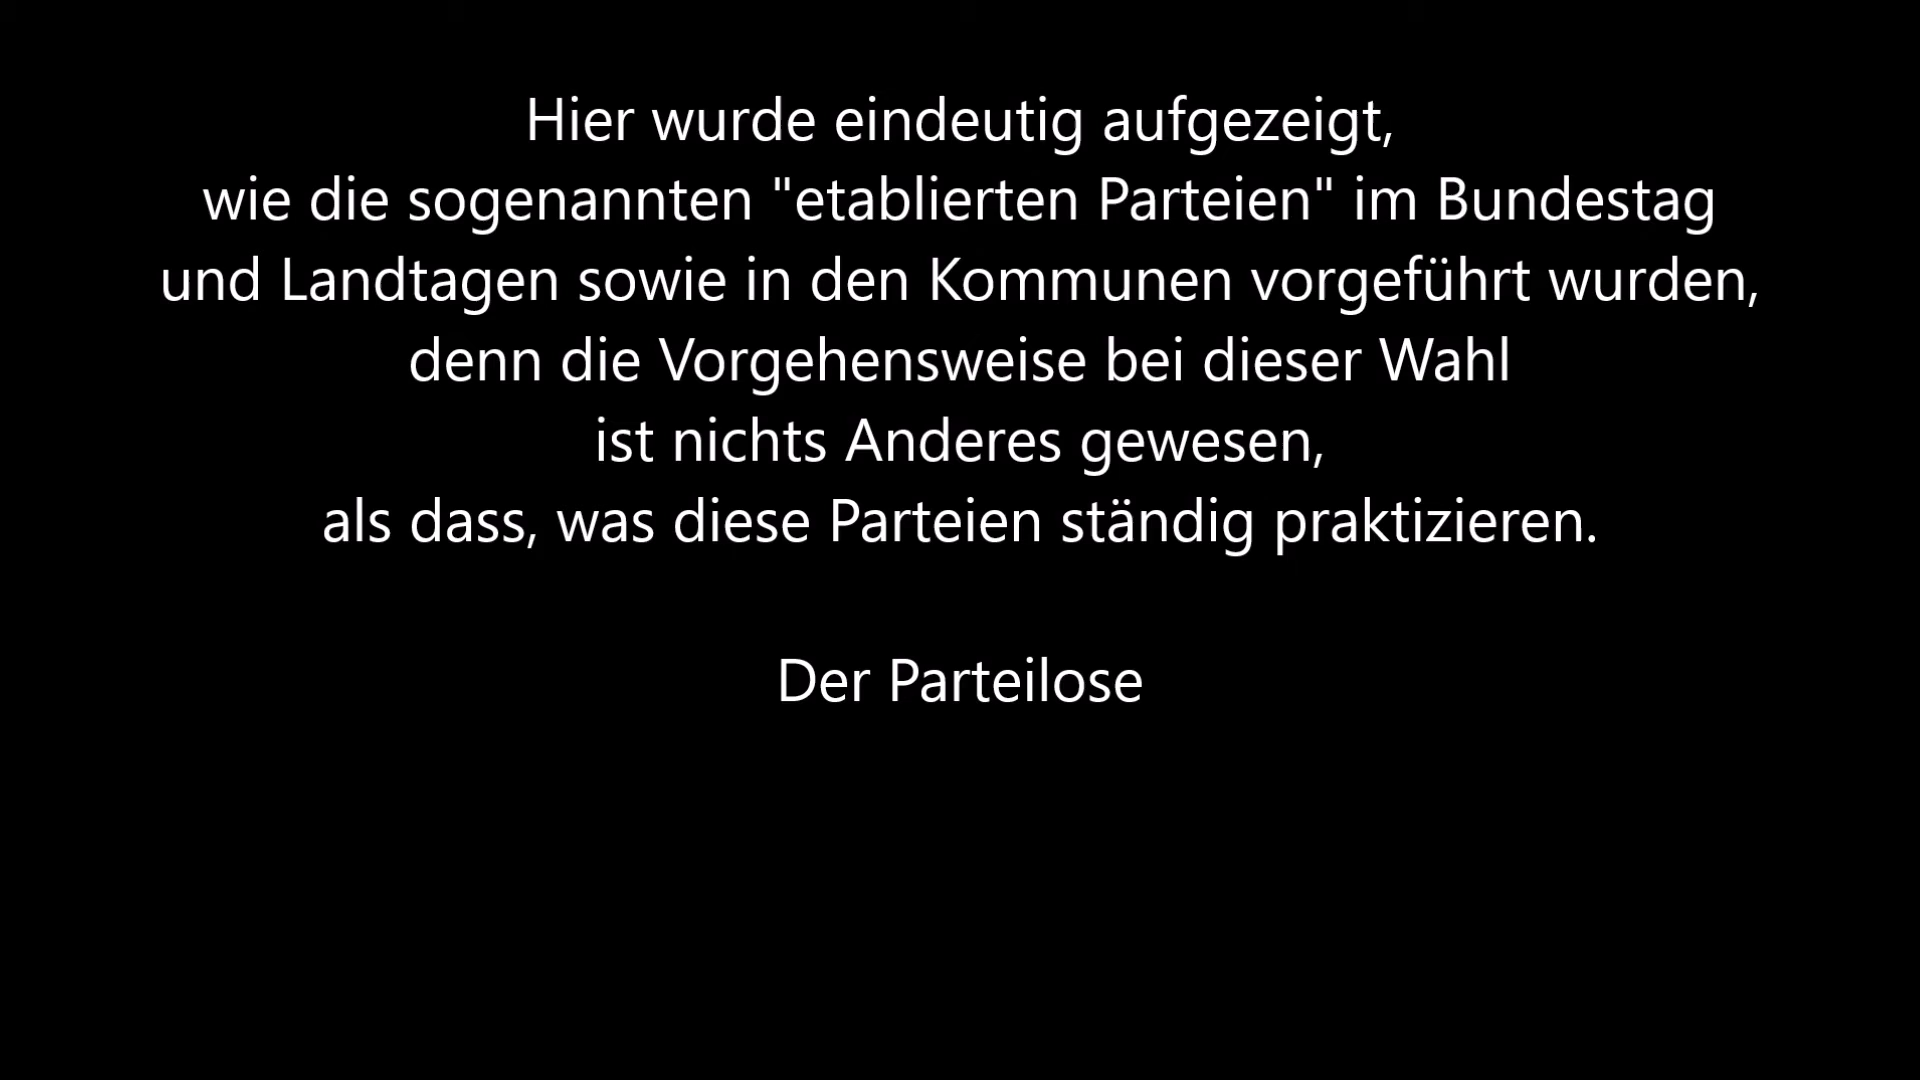 Hier wurde eindeutig aufgezeigt,
wie die sogenannten "etablierten Parteien" im Bundestag
und Landtagen sowie in den Kommunen vorgeführt wurden,
denn die Vorgehensweise bei dieser Wahl
ist nichts Anderes gewesen,
als dass, was diese Parteien ständig praktizieren.
Der Parteilose